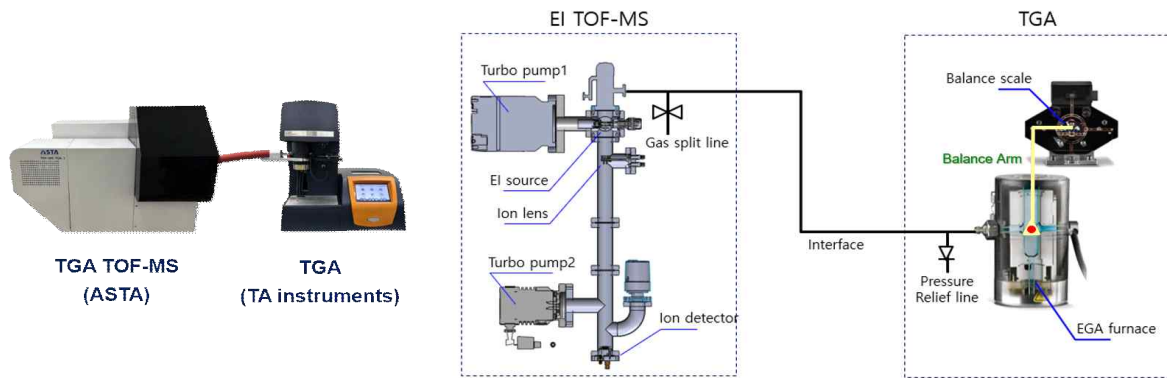 EI TOF-MS
TGA
Turbo pump1
Gas split line
EI source
Ion lens
Turbo pump2
Ion detector
Interface
Balance scale
Balance Arm
Pressure
Relief line
EGA furnace
ASTA
TGA TOF-MS
(ASTA)
TGA
(TA instruments)